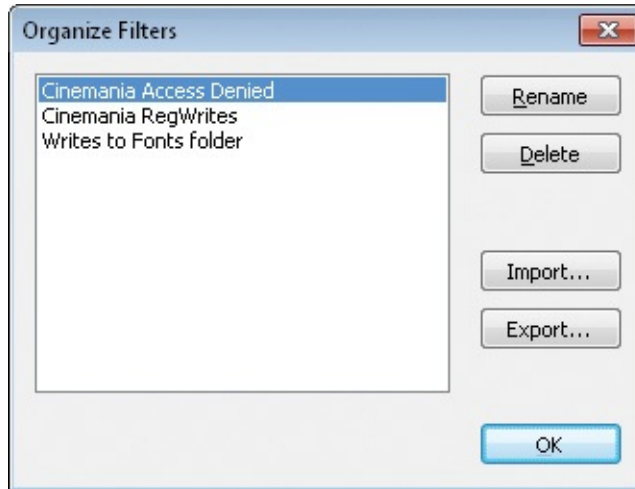 Organize Filters
Cinemania Access Denied
Cinemania RegWrites
Writes to Fonts folder
Rename
Delete
Import...
Export...
OK